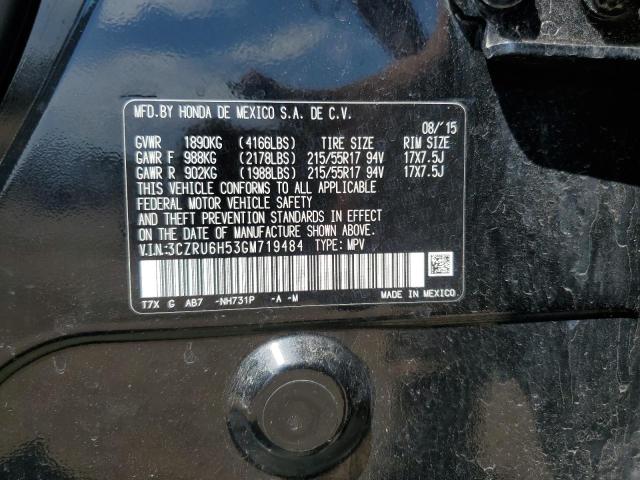 MFD.BY HONDA DE MEXICO S.A. DE C.V.
08/'15
GVWR 1890KG (4166LBS) TIRE SIZE RIM SIZE
GAWR F 988KG (2178LBS) 215/55R17 94V 17X7.5J
GAWR R 902KG (1988LBS) 215/55R17 94V 17X7.5J
THIS VEHICLE CONFORMS TO ALL APPLICABLE
FEDERAL MOTOR VEHICLE SAFETY
AND THEFT PREVENTION STANDARDS IN EFFECT
ON THE DATE OF MANUFACTURE SHOWN ABOVE.
V.I.N.:3CZRU6H53GM719484 TYPE: MPV
T7X G AB7 -NH731P -A -M MADE IN MEXICO